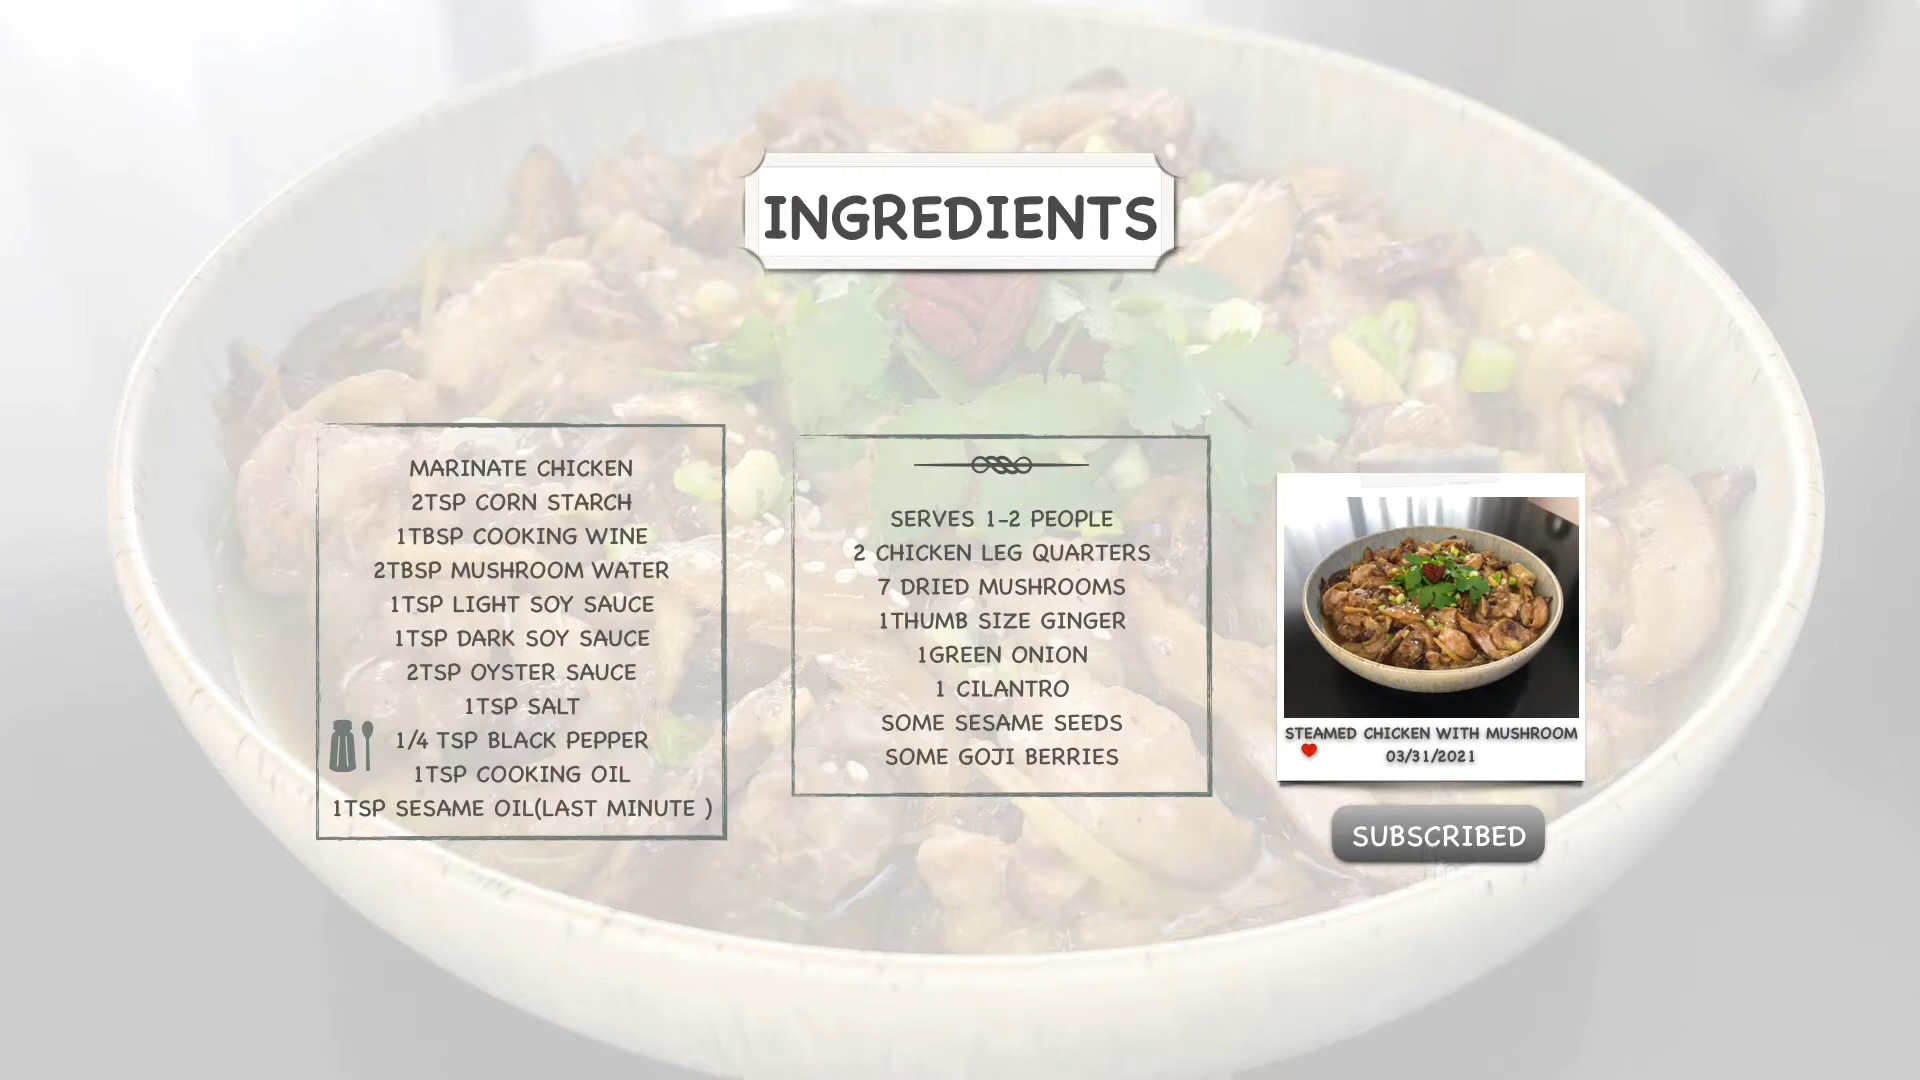 INGREDIENTS
MARINATE CHICKEN
2TSP CORN STARCH
1TBSP COOKING WINE
2TBSP MUSHROOM WATER
1TSP LIGHT SOY SAUCE
1TSP DARK SOY SAUCE
2TSP OYSTER SAUCE
1TSP SALT
1/4 TSP BLACK PEPPER
1TSP COOKING OIL
1TSP SESAME OIL(LAST MINUTE )
SERVES 1-2 PEOPLE
2 CHICKEN LEG QUARTERS
7 DRIED MUSHROOMS
1THUMB SIZE GINGER
1GREEN ONION
1 CILANTRO
SOME SESAME SEEDS
SOME GOJI BERRIES
STEAMED CHICKEN WITH MUSHROOM
03/31/2021
SUBSCRIBED